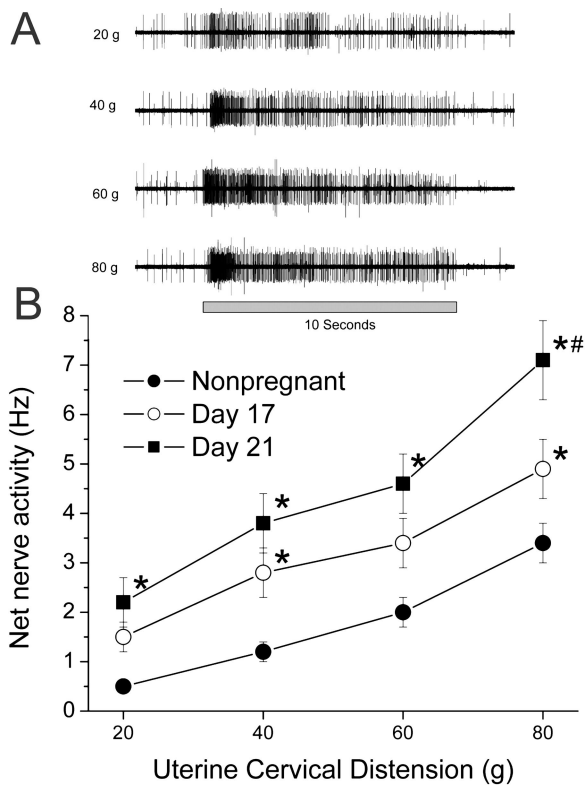 A
20 g
40 g
60 g
80 g
10 Seconds
B
8
7
6
5
4
3
2
1
0
Net nerve activity (Hz)
Nonpregnant
Day 17
Day 21
*
*
*
*
*#
*
20 40 60 80
Uterine Cervical Distension (g)